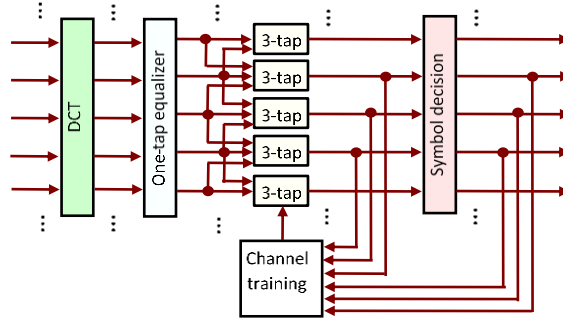 DCT
One-tap equalizer
3-tap
3-tap
3-tap
3-tap
3-tap
Symbol decision
Channel
training